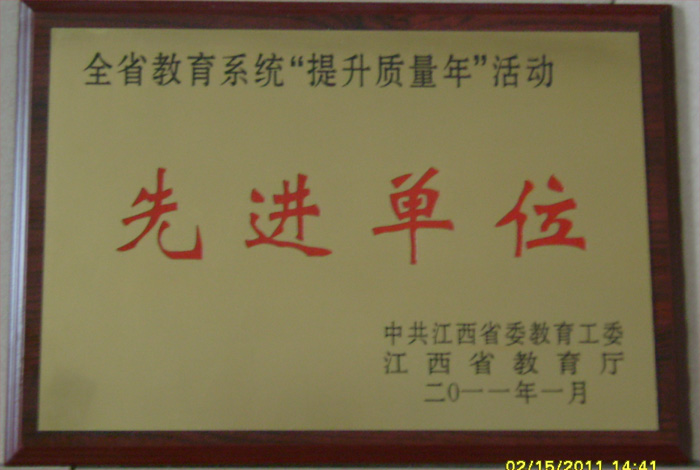 全省教育系统“提升质量年”活动
先进单位
中共江西省委教育工委
江西省教育厅
二〇一一年一月
02/15/2011 14:41